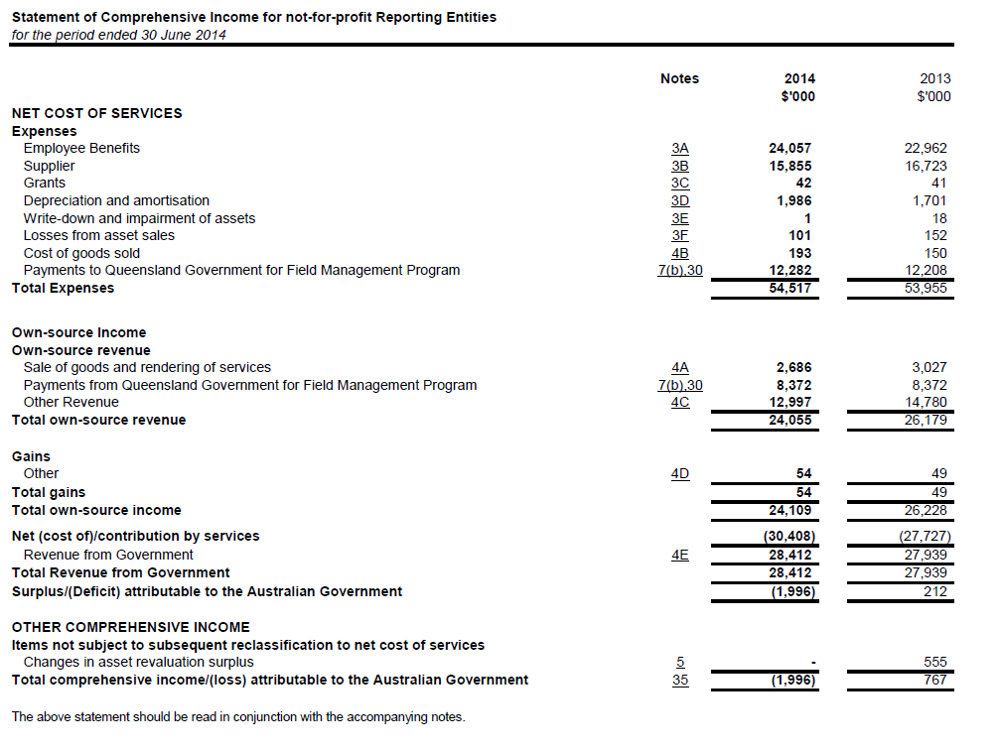 Statement of Comprehensive Income for not-for-profit Reporting Entities
for the period ended 30 June 2014
Notes 2014 2013
$'000 $'000
NET COST OF SERVICES
Expenses
Employee Benefits 3A 24,057 22,962
Supplier 3B 15,855 16,723
Grants 3C 42 41
Depreciation and amortisation 3D 1,986 1,701
Write-down and impairment of assets 3E 1 18
Losses from asset sales 3F 101 152
Cost of goods sold 4B 193 150
Payments to Queensland Government for Field Management Program 7(b),30 12,282 12,208
Total Expenses 54,517 53,955
Own-source Income
Own-source revenue
Sale of goods and rendering of services 4A 2,686 3,027
Payments from Queensland Government for Field Management Program 7(b),30 8,372 8,372
Other Revenue 4C 12,997 14,780
Total own-source revenue 24,055 26,179
Gains
Other 4D 54 49
Total gains 54 49
Total own-source income 24,109 26,228
Net (cost of)/contribution by services (30,408) (27,727)
Revenue from Government 4E 28,412 27,939
Total Revenue from Government 28,412 27,939
Surplus/(Deficit) attributable to the Australian Government (1,996) 212
OTHER COMPREHENSIVE INCOME
Items not subject to subsequent reclassification to net cost of services
Changes in asset revaluation surplus 5 - 555
Total comprehensive income/(loss) attributable to the Australian Government 35 (1,996) 767
The above statement should be read in conjunction with the accompanying notes.